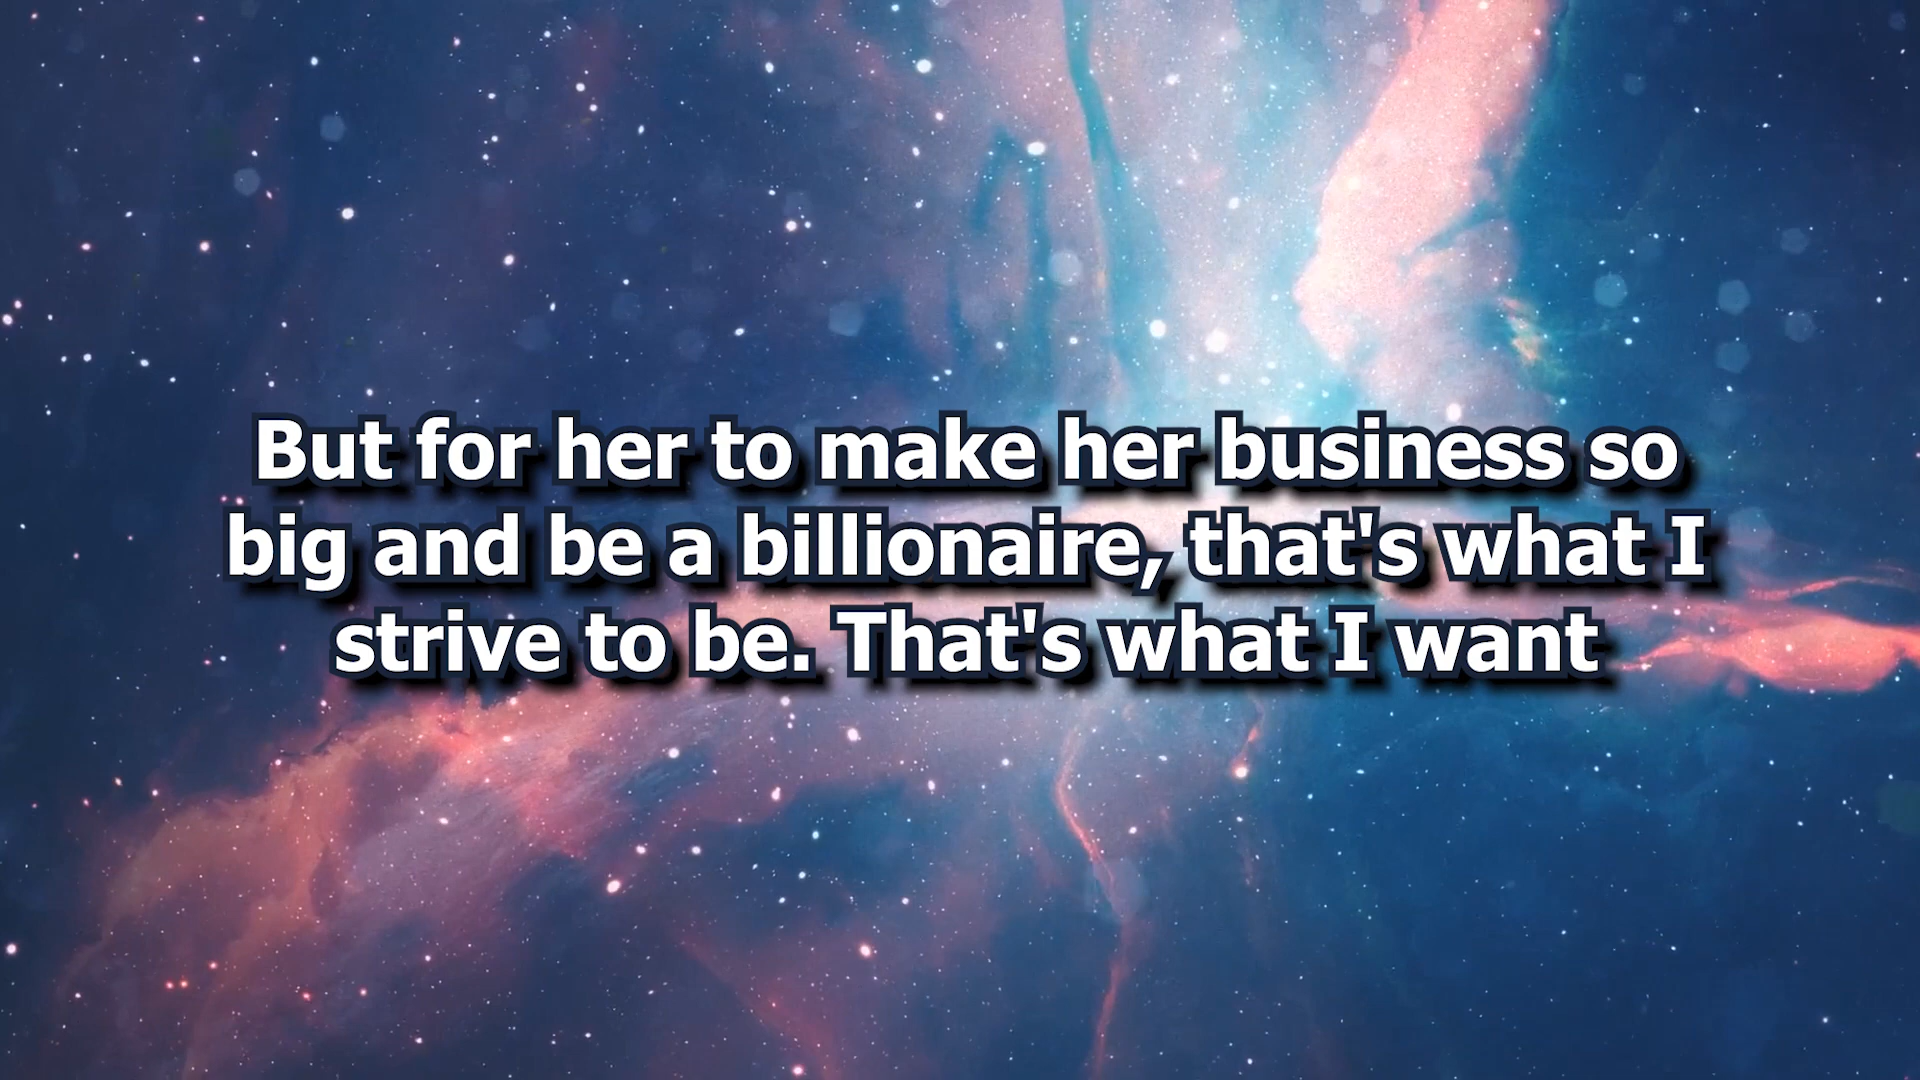 But for her to make her business so
big and be a billionaire, that's what I
strive to be. That's what I want